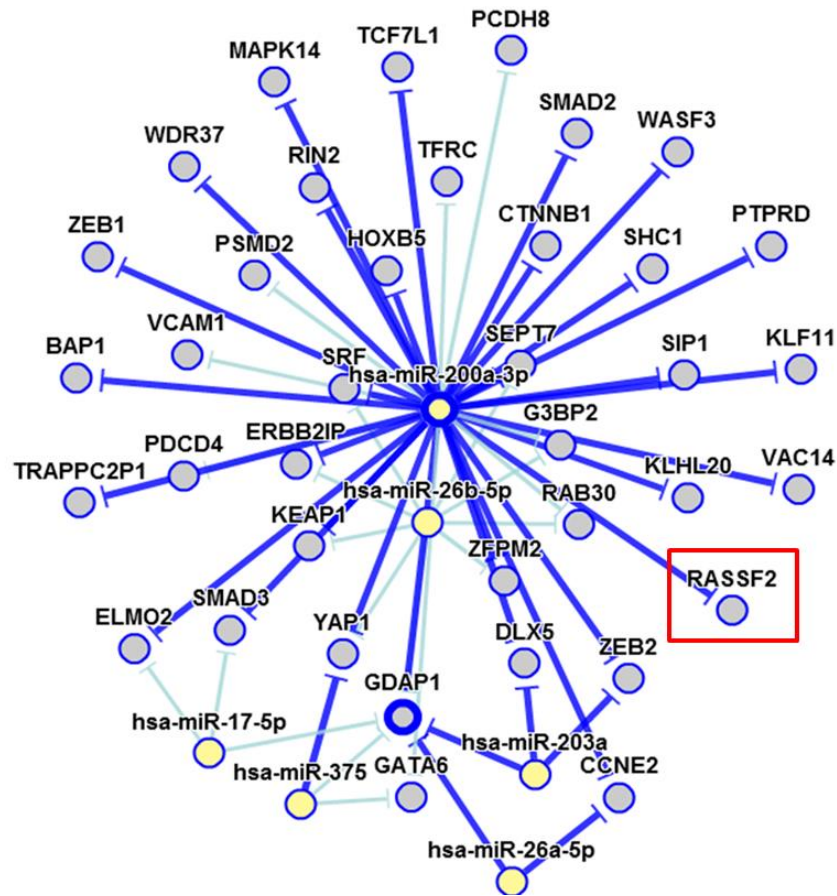 PCDH8
TCF7L1
MAPK14
SMAD2
WASF3
WDR37
RIN2
TFRC
CTNNB1
PTPRD
ZEB1
PSMD2
HOXB5
SHC1
VCAM1
SEPT7
BAP1
SRF
SIP1
KLF11
hsa-miR-200a-3p
G3BP2
ERBB2IP
PDCD4
TRAPPC2P1
KLHL20
VAC14
hsa-miR-26b-5p
RAB30
KEAP1
ZFPM2
RASSF2
SMAD3
ELMO2
YAP1
DLX5
ZEB2
GDAP1
hsa-miR-17-5p
hsa-miR-203a
hsa-miR-375
GATA6
CCNE2
hsa-miR-26a-5p